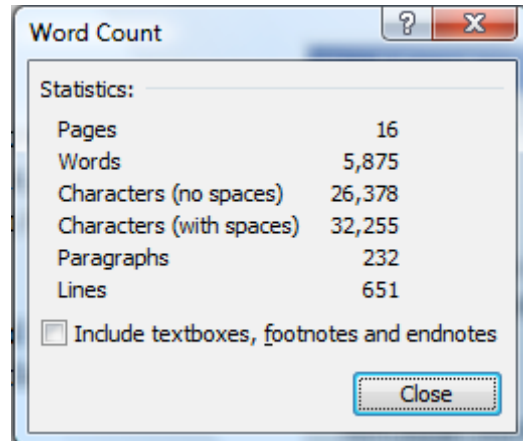 Word Count
Statistics:
Pages 16
Words 5,875
Characters (no spaces) 26,378
Characters (with spaces) 32,255
Paragraphs 232
Lines 651
Include textboxes, footnotes and endnotes
Close